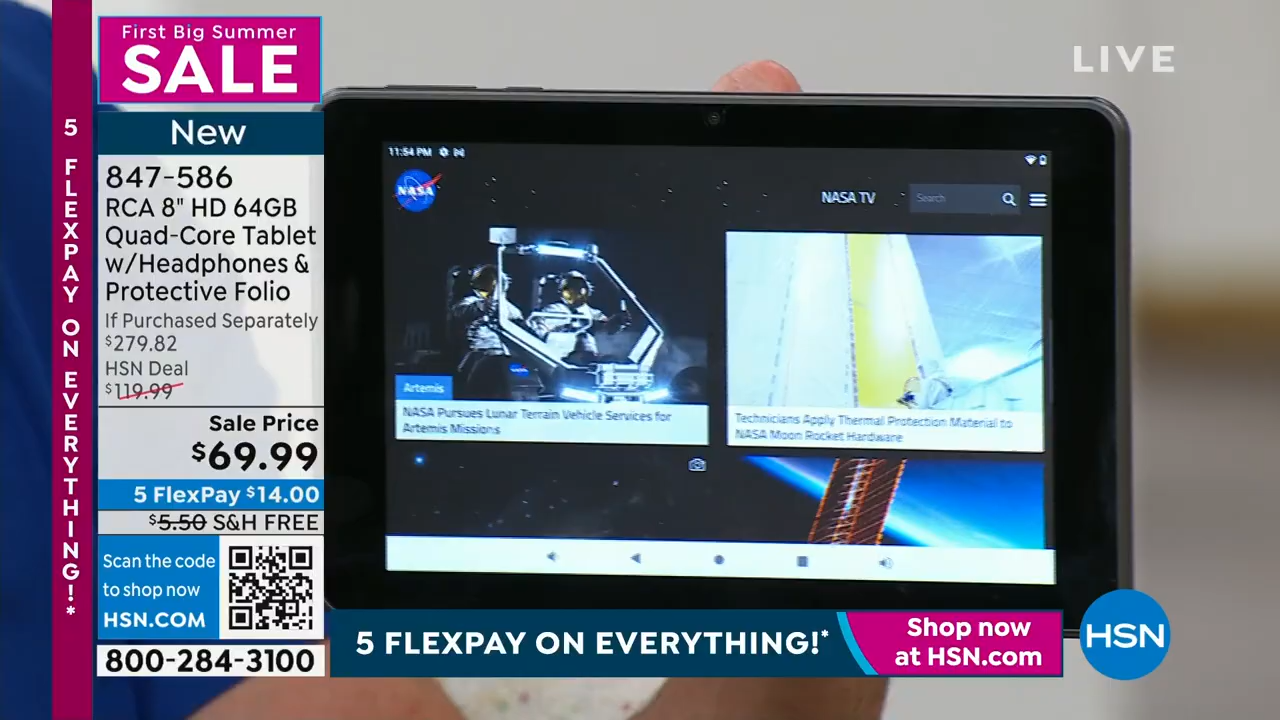 First Big Summer
SALE
New
847-586
RCA 8" HD 64GB
Quad-Core Tablet
w/Headphones &
Protective Folio
If Purchased Separately
$279.82
HSN Deal
$119.99
Sale Price
$69.99
5 FlexPay $14.00
$5.50 S&H FREE
Scan the code
to shop now
HSN.COM
800-284-3100
5 FLEXPAY ON EVERYTHING!*
LIVE
11:54 PM
NASA
NASA TV
Search
Artemis
NASA Pursues Lunar Terrain Vehicle Services for
Artemis Missions
Technicians Apply Thermal Protection Material to
NASA Moon Rocket Hardware
5 FLEXPAY ON EVERYTHING!*
Shop now
at HSN.com
HSN